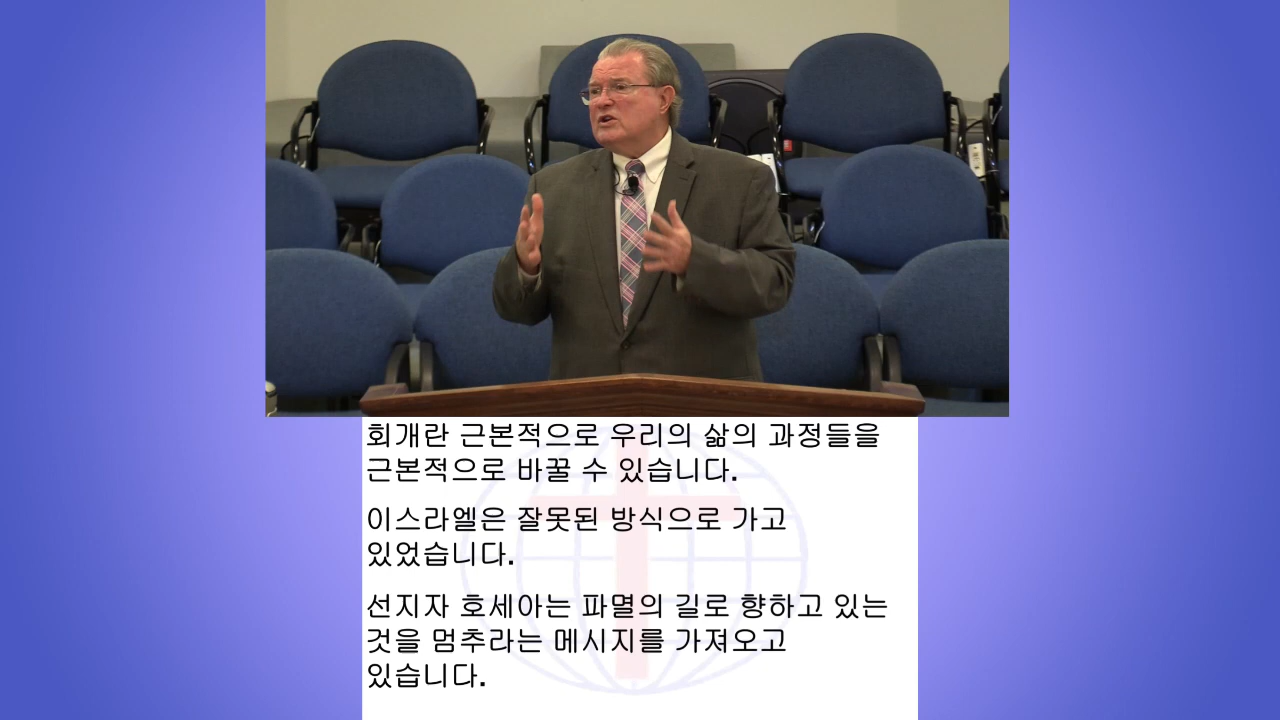 회개란 근본적으로 우리의 삶의 과정들을
근본적으로 바꿀 수 있습니다.
이스라엘은 잘못된 방식으로 가고
있었습니다.
선지자 호세아는 파멸의 길로 향하고 있는
것을 멈추라는 메시지를 가져오고
있습니다.